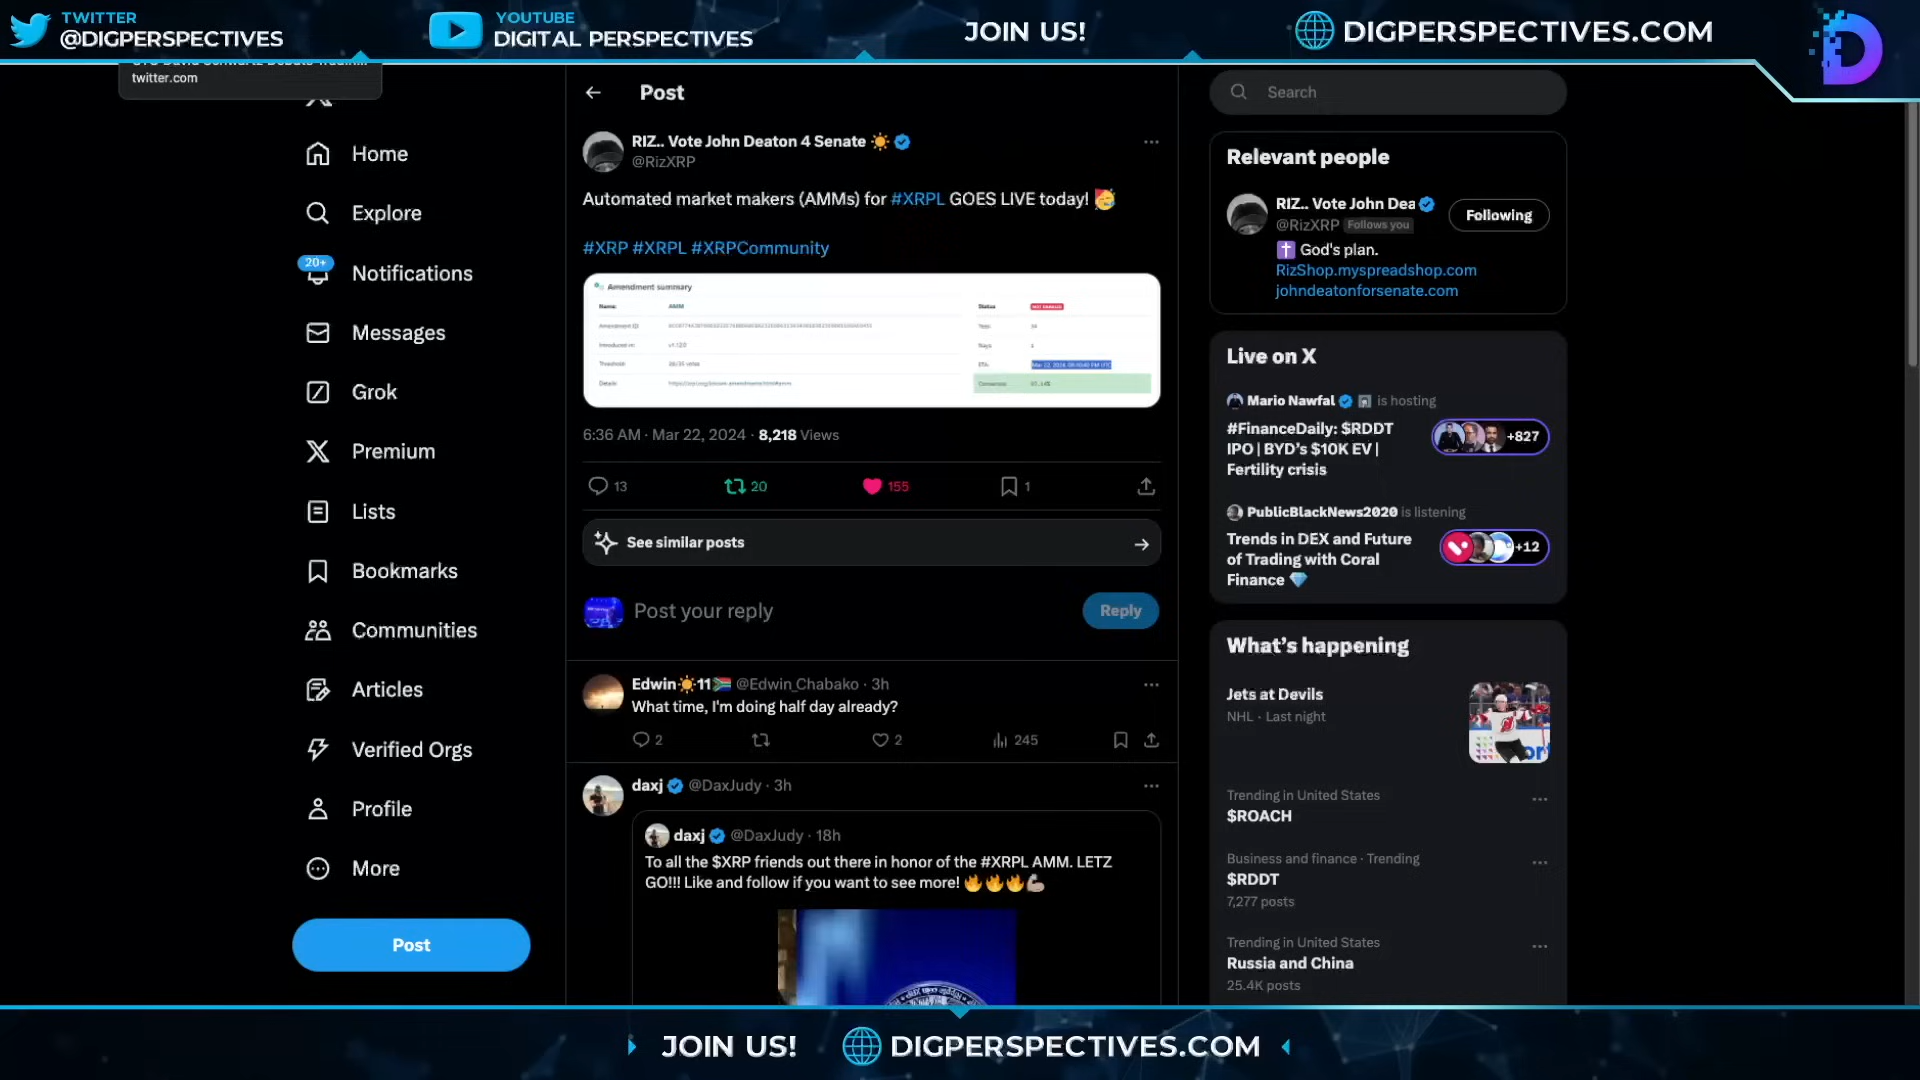 TWITTER
@DIGPERSPECTIVES
YOUTUBE
DIGITAL PERSPECTIVES
JOIN US!
DIGPERSPECTIVES.COM
twitter.com
Home
Explore
20+
Notifications
Messages
Grok
Premium
Lists
Bookmarks
Communities
Articles
Verified Orgs
Profile
More
Post
Post
RIZ.. Vote John Deaton 4 Senate
@RizXRP
Automated market makers (AMMs) for #XRPL GOES LIVE today!
#XRP #XRPL #XRPCommunity
Amendment summary
Name: AMM
Amendment ID:
Introduced in: v1.12.0
Threshold: 28/35 votes
Details:
Status
Yeas: 34
Nays: 1
ETA:
Consensus:
6:36 AM · Mar 22, 2024 · 8,218 Views
13
20
155
1
See similar posts
Post your reply
Reply
Edwin 11 @Edwin_Chabako · 3h
What time, I'm doing half day already?
2
2
245
daxj @DaxJudy · 3h
daxj @DaxJudy · 18h
To all the $XRP friends out there in honor of the #XRPL AMM. LETZ
GO!!! Like and follow if you want to see more!
Search
Relevant people
RIZ.. Vote John Dea
@RizXRP Follows you
Following
God's plan.
RizShop.myspreadshop.com
johndeatonforsenate.com
Live on X
Mario Nawfal is hosting
#FinanceDaily: $RDDT
IPO | BYD's $10K EV |
Fertility crisis
+827
PublicBlackNews2020 is listening
Trends in DEX and Future
of Trading with Coral
Finance
+12
What's happening
Jets at Devils
NHL · Last night
Trending in United States
$ROACH
Business and finance · Trending
$RDDT
7,277 posts
Trending in United States
Russia and China
25.4K posts
JOIN US!
DIGPERSPECTIVES.COM